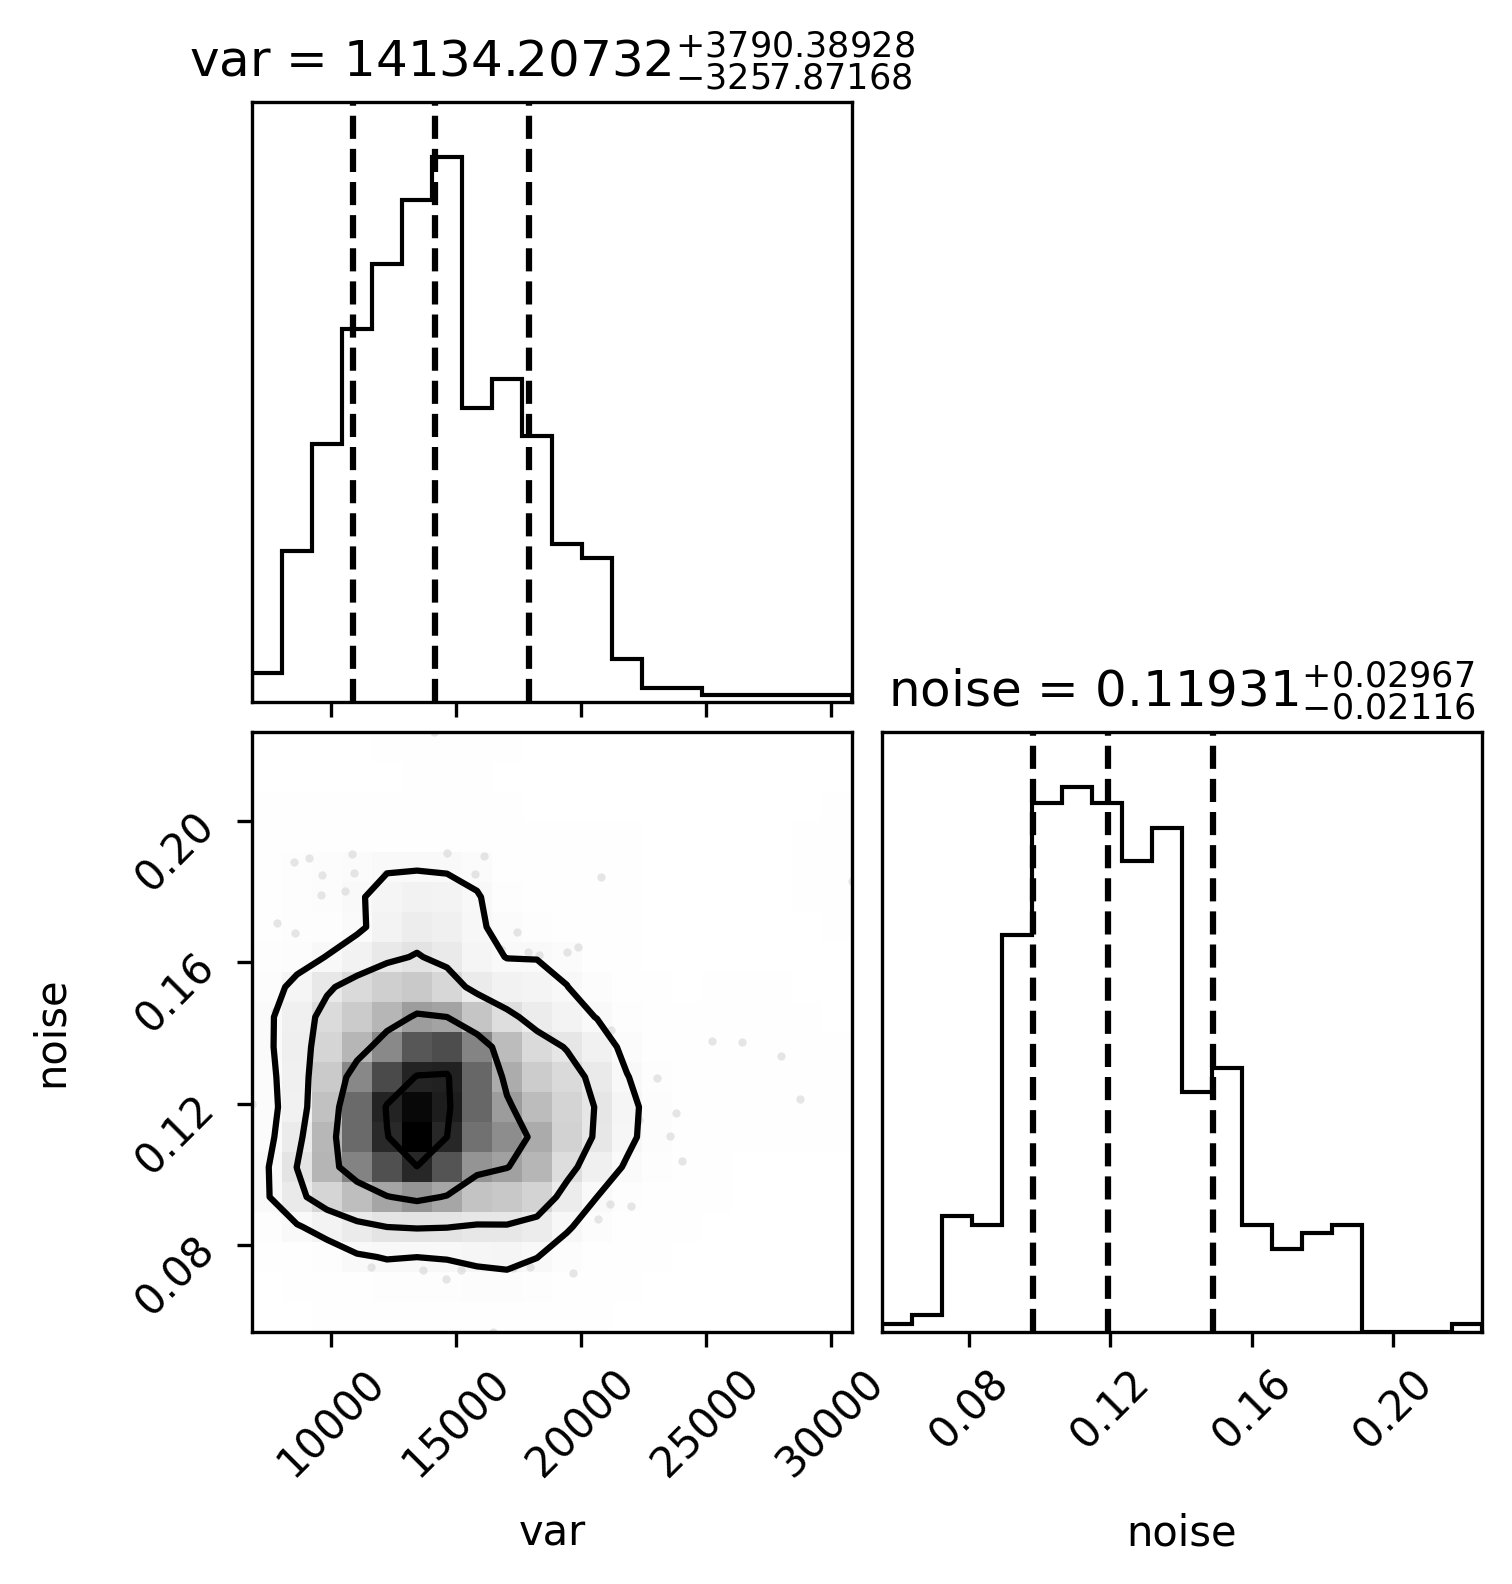 var = 14134.20732+3790.38928−3257.87168
noise = 0.11931+0.02967−0.02116
noise
0.20
0.16
0.12
0.08
10000 15000 20000 25000 30000
0.08 0.12 0.16 0.20
var
noise